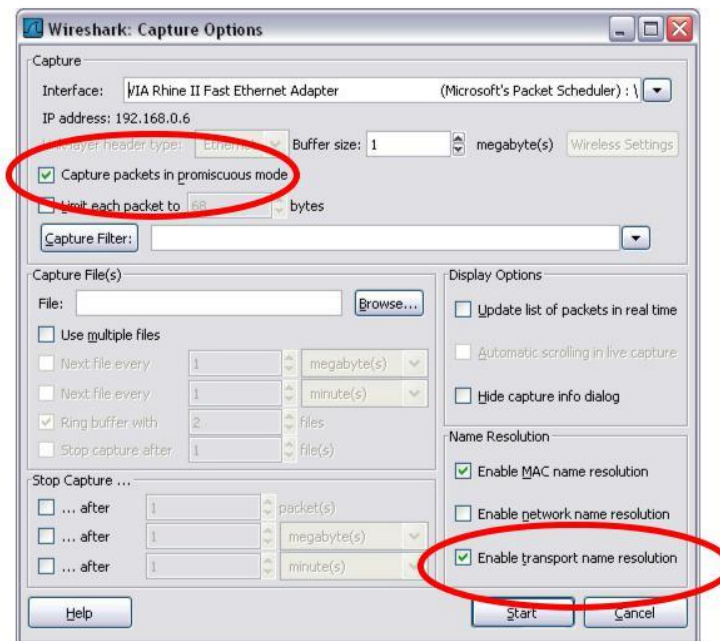 Wireshark: Capture Options
Capture
Interface: VIA Rhine II Fast Ethernet Adapter (Microsoft's Packet Scheduler) : \
IP address: 192.168.0.6
Link-layer header type: Ethernet Buffer size: 1 megabyte(s) Wireless Settings
Capture packets in promiscuous mode
Limit each packet to 68 bytes
Capture Filter:
Capture File(s)
File: Browse...
Use multiple files
Next file every 1 megabyte(s)
Next file every 1 minute(s)
Ring buffer with 2 files
Stop capture after 1 file(s)
Stop Capture ...
... after 1 packet(s)
... after 1 megabyte(s)
... after 1 minute(s)
Display Options
Update list of packets in real time
Automatic scrolling in live capture
Hide capture info dialog
Name Resolution
Enable MAC name resolution
Enable network name resolution
Enable transport name resolution
Help Start Cancel